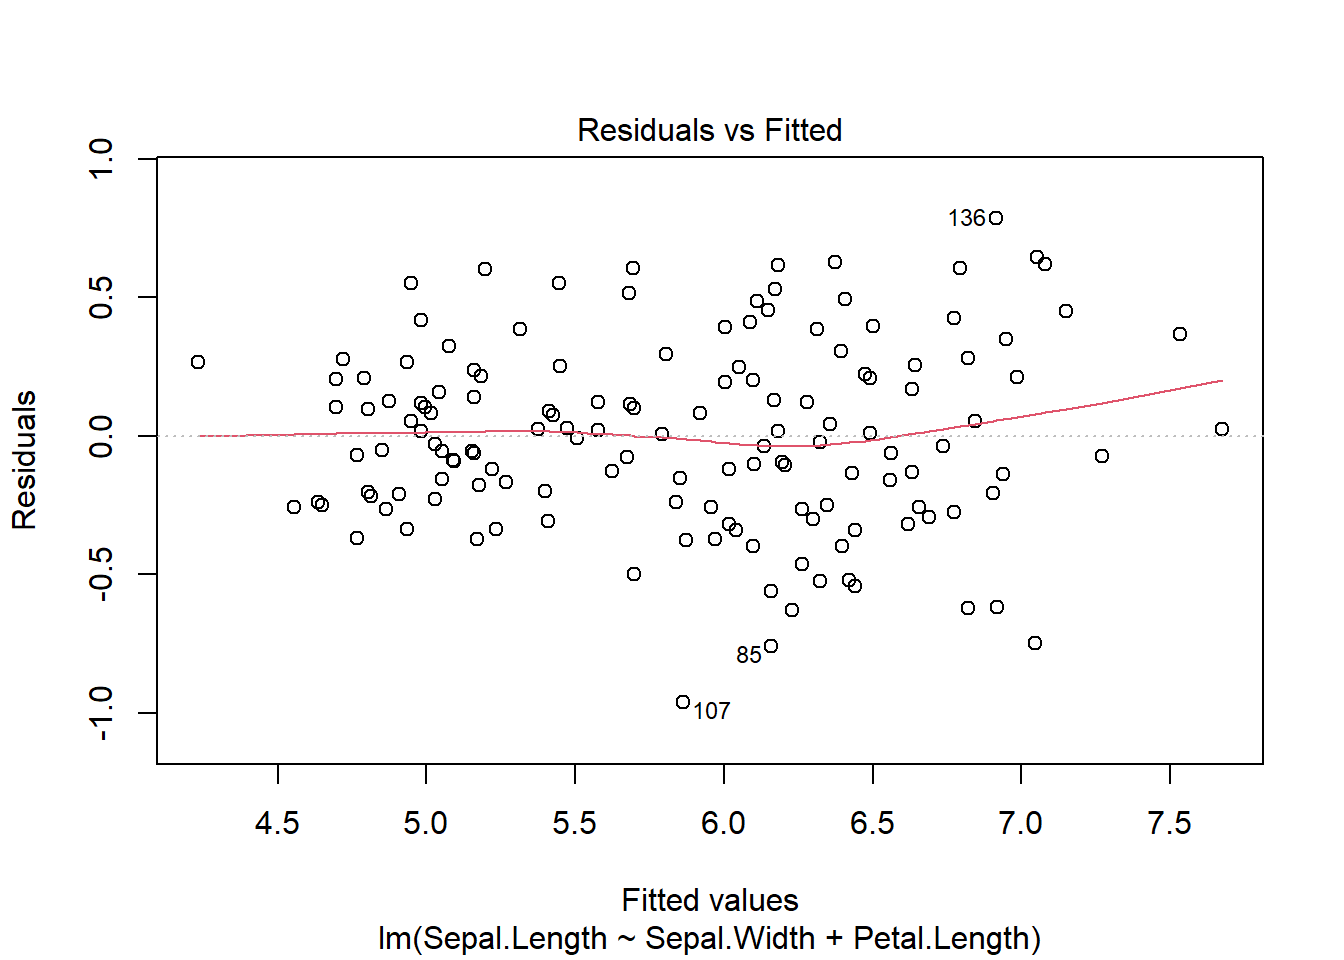 Residuals vs Fitted
1.0
0.5
0.0
-0.5
-1.0
Residuals
136
85
107
4.5 5.0 5.5 6.0 6.5 7.0 7.5
Fitted values
lm(Sepal.Length ~ Sepal.Width + Petal.Length)